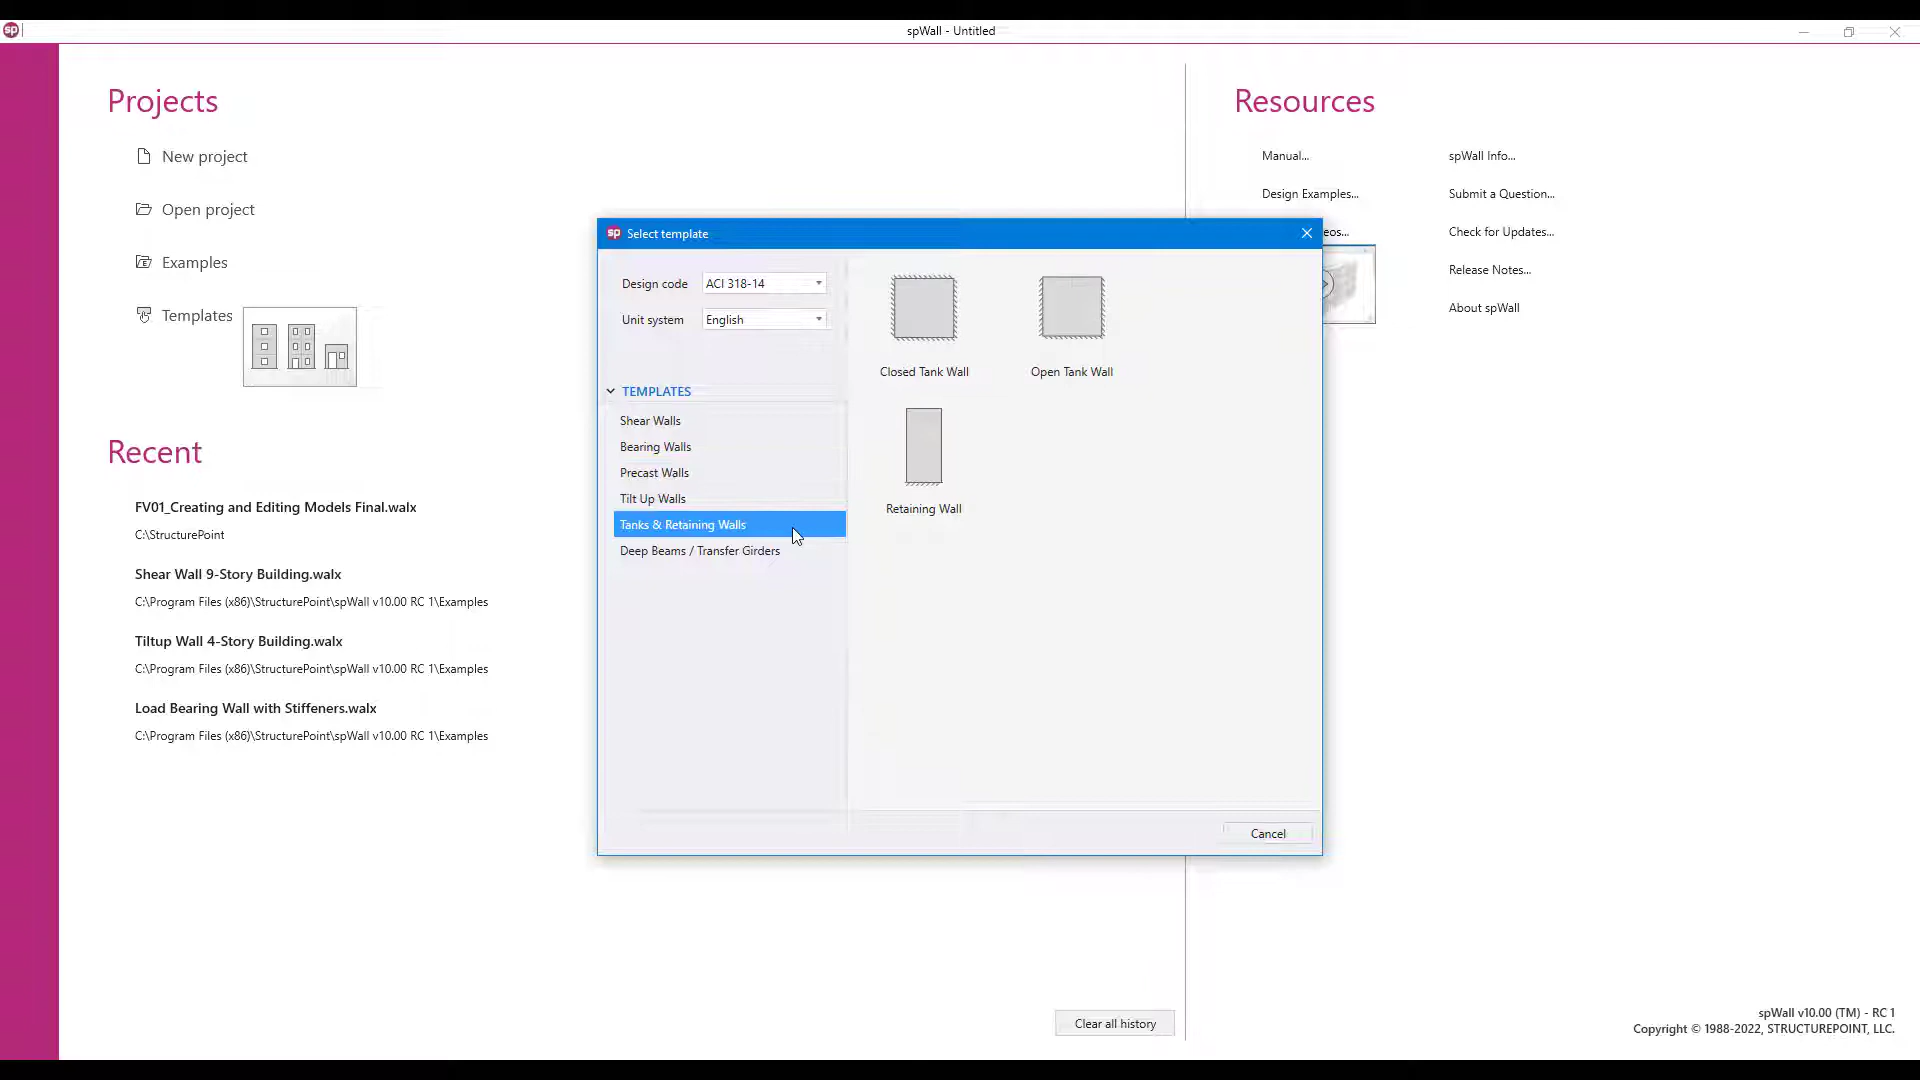 sp
spWall - Untitled
Projects
New project
Open project
Examples
Templates
Recent
FV01_Creating and Editing Models Final.walx
C:\StructurePoint
Shear Wall 9-Story Building.walx
C:\Program Files (x86)\StructurePoint\spWall v10.00 RC 1\Examples
Tiltup Wall 4-Story Building.walx
C:\Program Files (x86)\StructurePoint\spWall v10.00 RC 1\Examples
Load Bearing Wall with Stiffeners.walx
C:\Program Files (x86)\StructurePoint\spWall v10.00 RC 1\Examples
Clear all history
sp Select template
Design code ACI 318-14
Unit system English
TEMPLATES
Shear Walls
Bearing Walls
Precast Walls
Tilt Up Walls
Tanks & Retaining Walls
Deep Beams / Transfer Girders
Closed Tank Wall
Open Tank Wall
Retaining Wall
Cancel
Resources
Manual...
Design Examples...
eos...
spWall Info...
Submit a Question...
Check for Updates...
Release Notes...
About spWall
spWall v10.00 (TM) - RC 1
Copyright © 1988-2022, STRUCTUREPOINT, LLC.